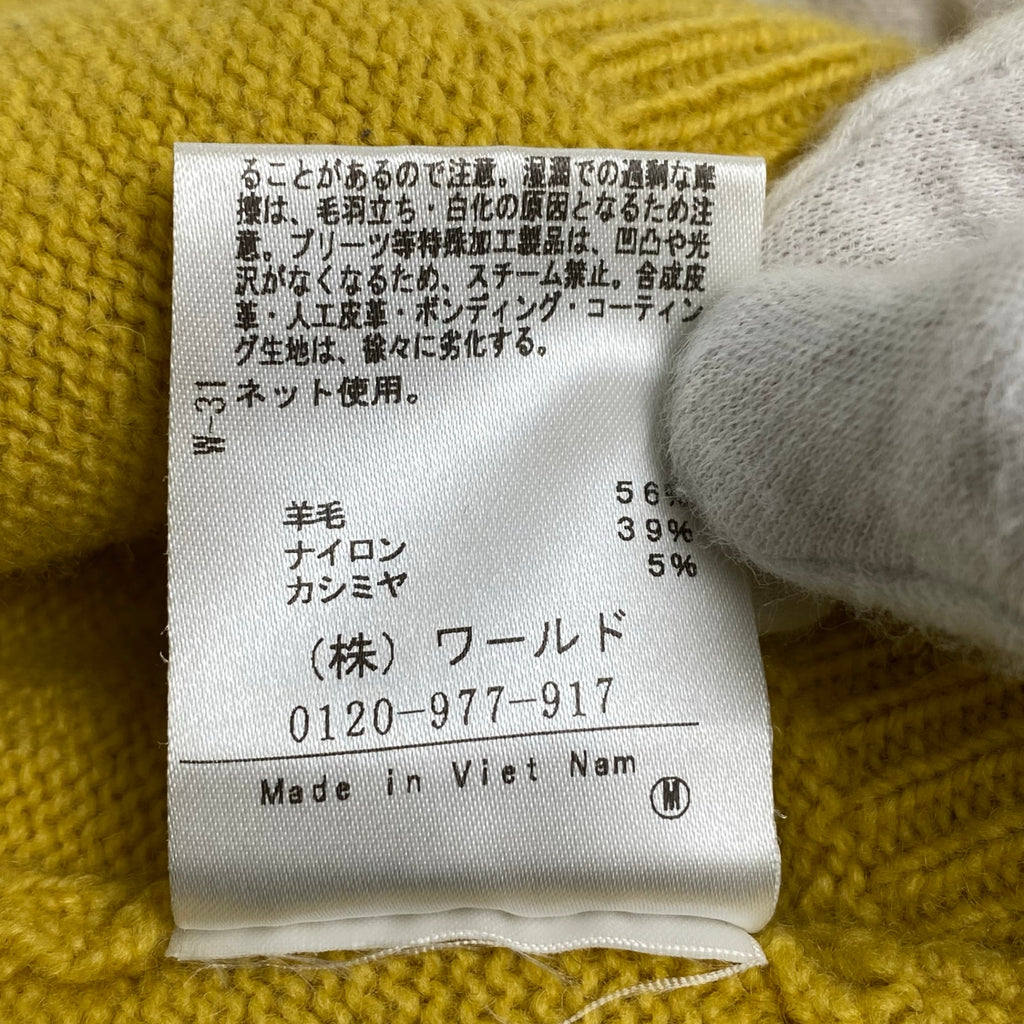 ることがあるので注意。湿潤での過剰な摩
擦は、毛羽立ち・白化の原因となるため注
意。プリーツ等特殊加工製品は、凹凸や光
沢がなくなるため、スチーム禁止。合成皮
革・人工皮革・ボンディング・コーティン
グ生地は、徐々に劣化する。
ネット使用。
W-31
羊毛 56%
ナイロン 39%
カシミヤ 5%
(株) ワールド
0120-977-917
Made in Viet Nam
M